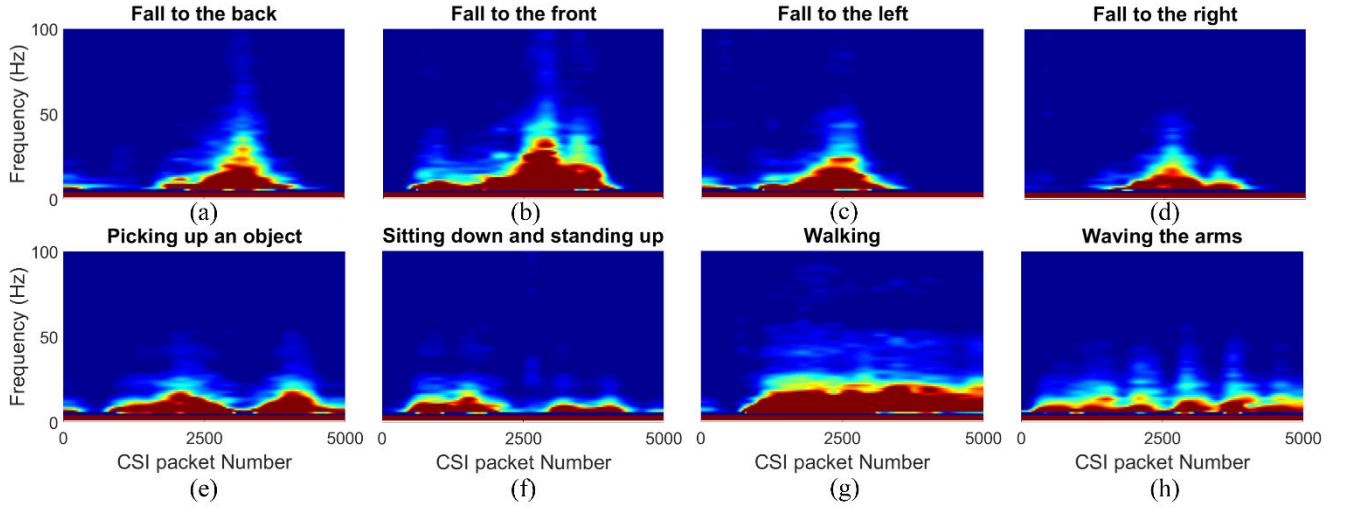 Fall to the back
Fall to the front
Fall to the left
Fall to the right
Frequency (Hz)
100
50
0
(a)
(b)
(c)
(d)
Picking up an object
Sitting down and standing up
Walking
Waving the arms
Frequency (Hz)
100
50
0
0 2500 5000
0 2500 5000
0 2500 5000
0 2500 5000
CSI packet Number
CSI packet Number
CSI packet Number
CSI packet Number
(e)
(f)
(g)
(h)